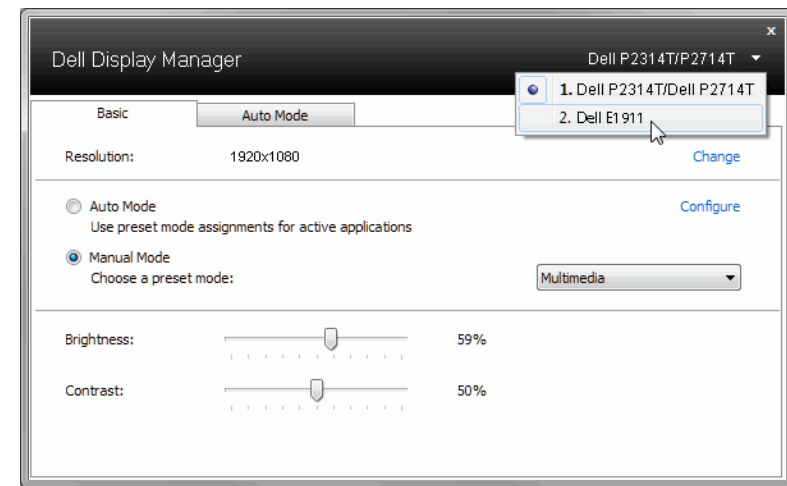 x
Dell Display Manager Dell P2314T/P2714T
1. Dell P2314T/Dell P2714T
2. Dell E1911
Basic Auto Mode
Resolution: 1920x1080 Change
Auto Mode Configure
Use preset mode assignments for active applications
Manual Mode
Choose a preset mode: Multimedia
Brightness: 59%
Contrast: 50%